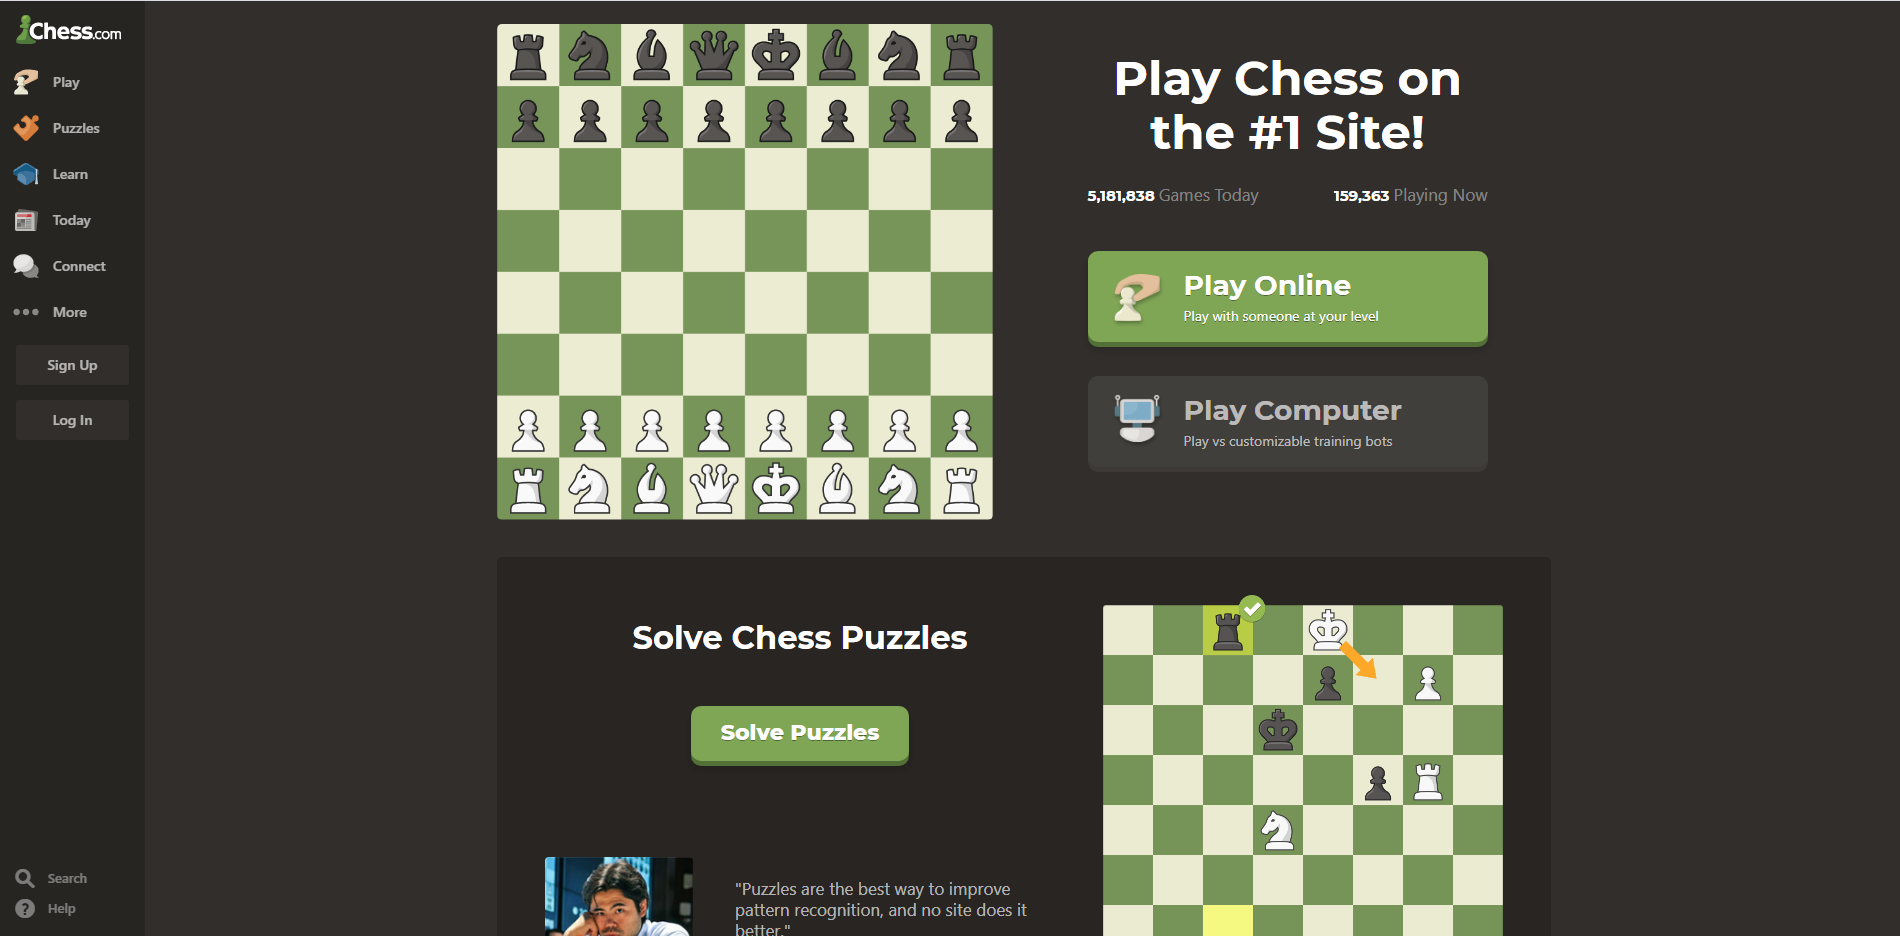 Chess.com
Play
Puzzles
Learn
Today
Connect
More
Sign Up
Log In
Search
Help
Play Chess on
the #1 Site!
5,181,838 Games Today
159,363 Playing Now
Play Online
Play with someone at your level
Play Computer
Play vs customizable training bots
Solve Chess Puzzles
Solve Puzzles
"Puzzles are the best way to improve
pattern recognition, and no site does it
better."